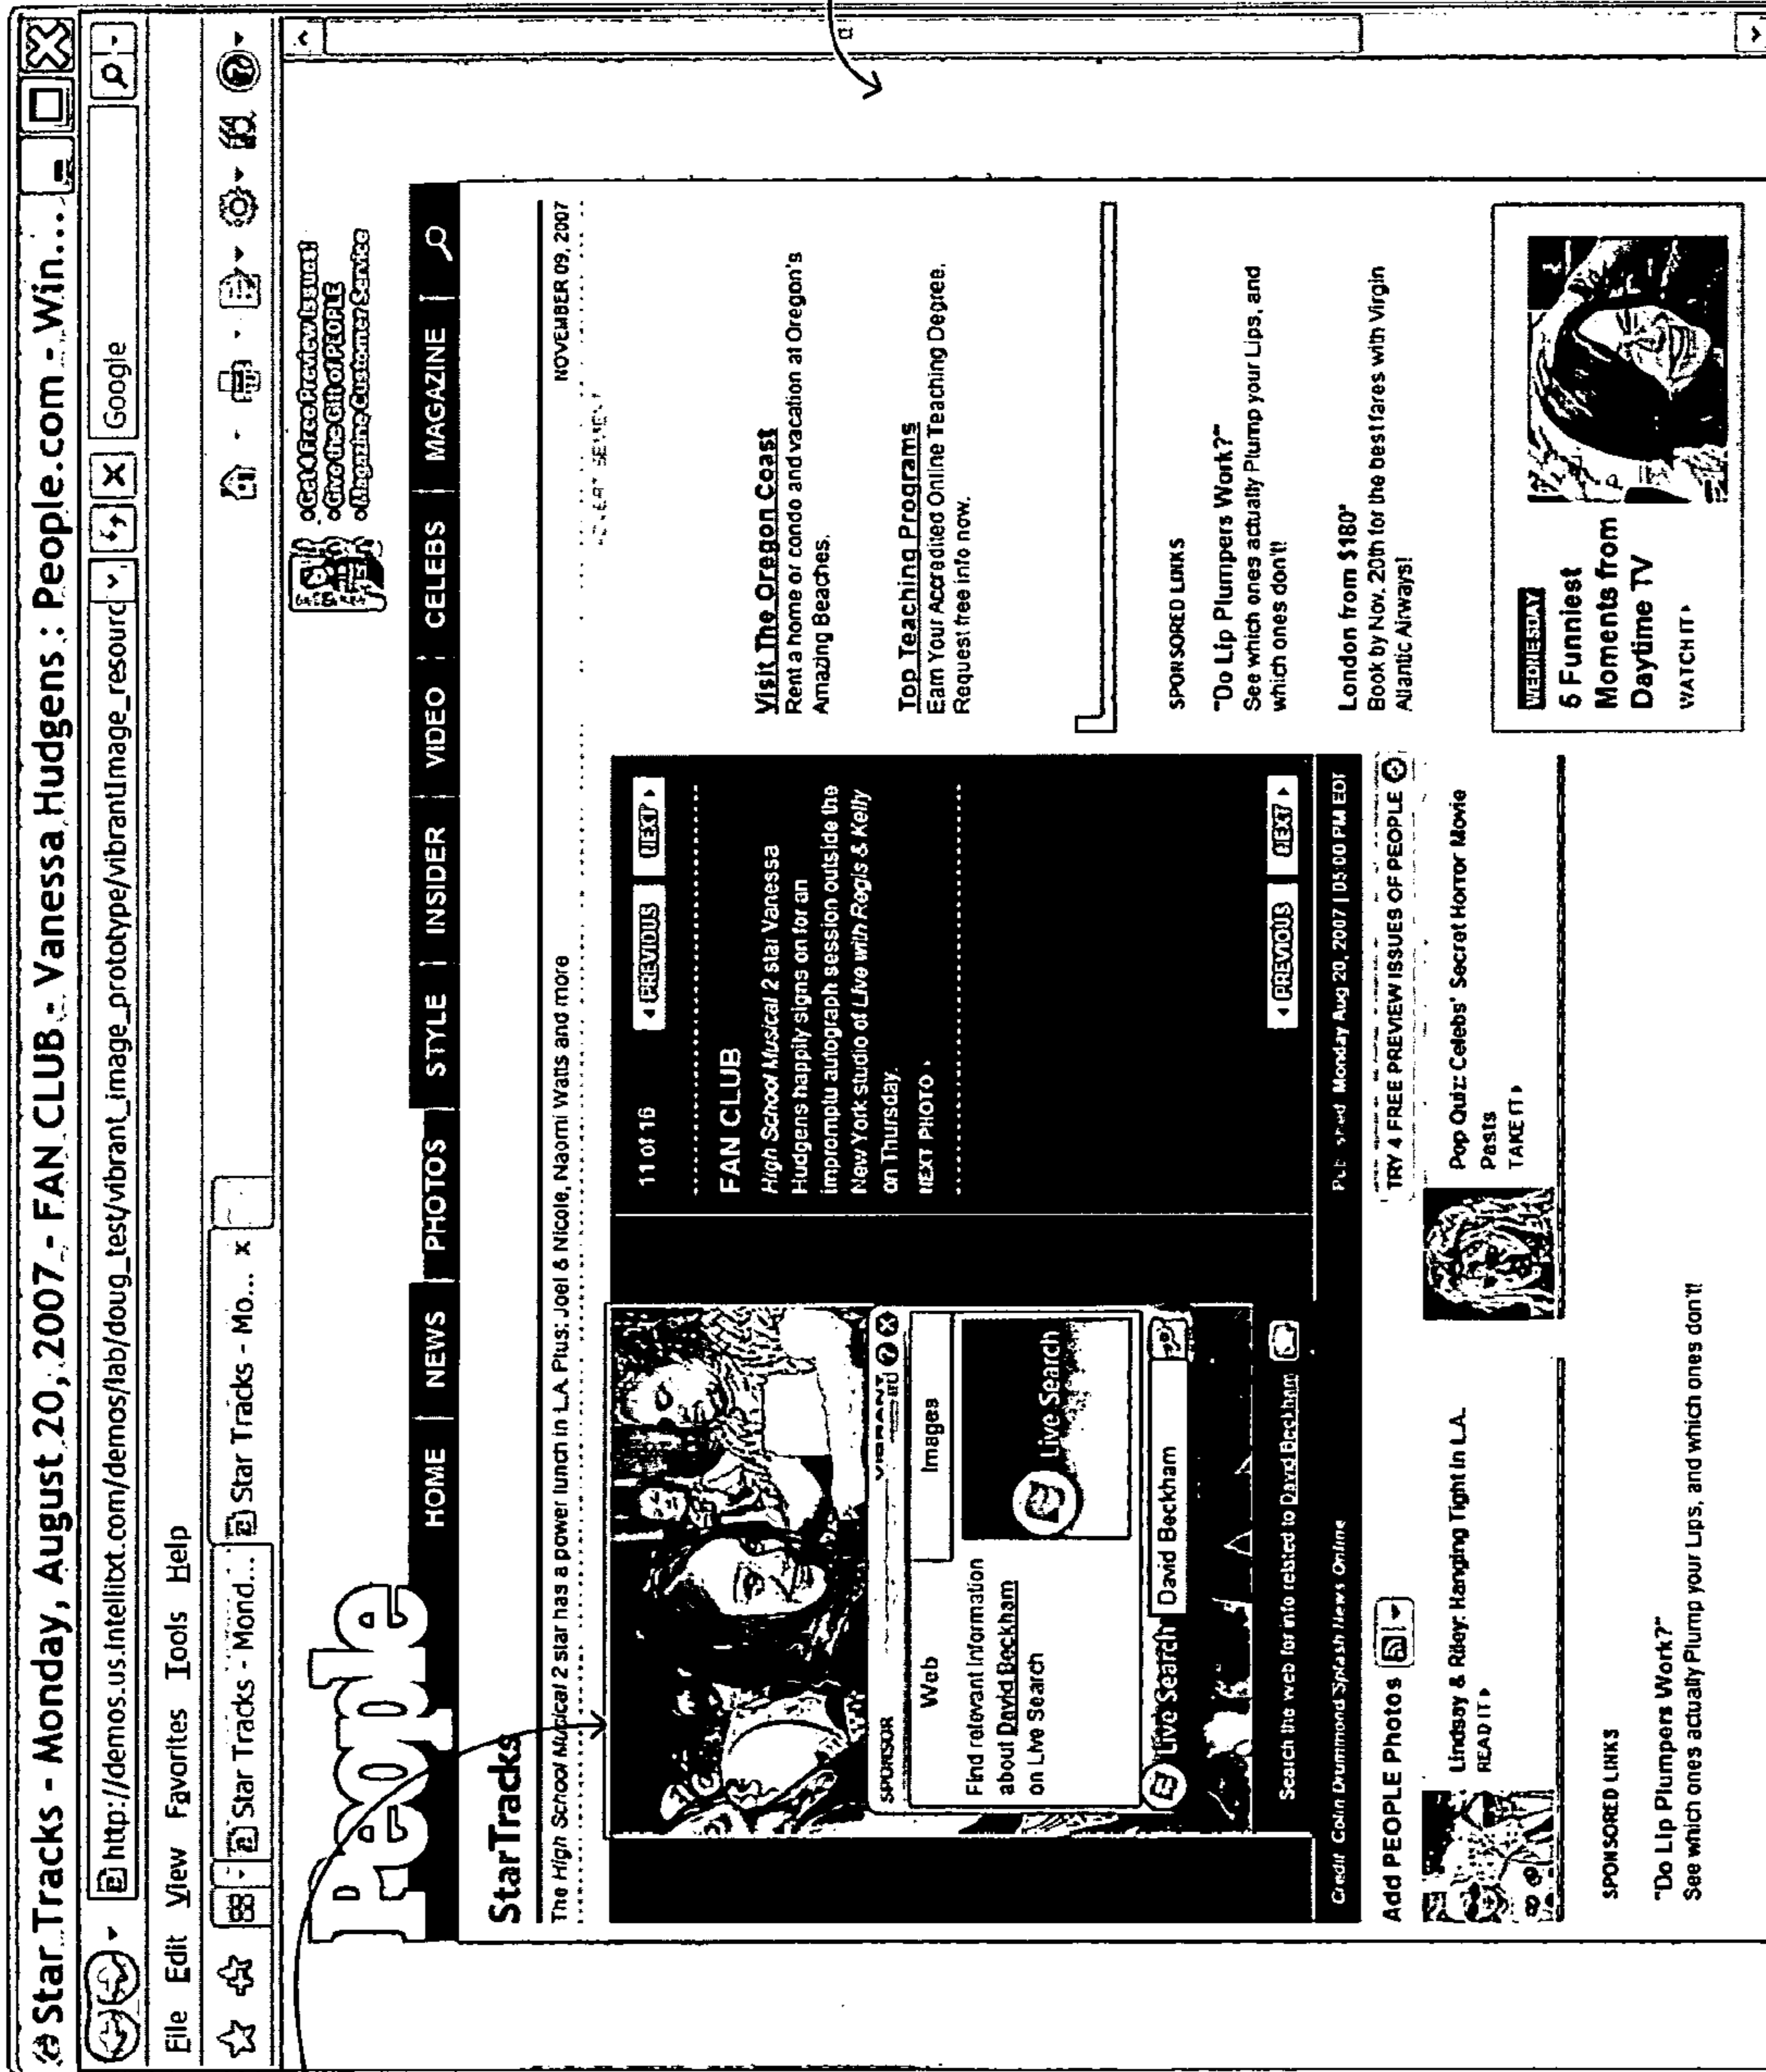 Star Tracks - Monday, August 20, 2007 - FAN CLUB - Vanessa Hudgens : People.com - Win...
http://demos.us.intellitxt.com/demos/lab/doug_test/vibrant_image_prototype/vibrantImage_resourc
Google
File Edit View Favorites Tools Help
Star Tracks - Mond...
Star Tracks - Mo... x
People
Get 4 Free Preview Issues!
Give the Gift of PEOPLE
Magazine Customer Service
HOME NEWS PHOTOS STYLE INSIDER VIDEO CELEBS MAGAZINE
StarTracks
The High School Musical 2 star has a power lunch in L.A. Plus: Joel & Nicole, Naomi Watts and more
NOVEMBER 09, 2007
SPONSOR
VIBRANT
Web
Images
Find relevant information
about David Beckham
on Live Search
Live Search
Live Search
David Beckham
Search the web for info related to David Beckham
Credit Colin Drummond Splash News Online
11 of 16
PREVIOUS
NEXT
FAN CLUB
High School Musical 2 star Vanessa
Hudgens happily signs on for an
impromptu autograph session outside the
New York studio of Live with Regis & Kelly
on Thursday.
NEXT PHOTO
PREVIOUS
NEXT
Monday Aug 20, 2007 | 05:00 PM EDT
Add PEOPLE Photos
TRY 4 FREE PREVIEW ISSUES OF PEOPLE
Lindsay & Riley: Hanging Tight in L.A.
READ IT
Pop Quiz: Celebs' Secret Horror Movie
Pasts
TAKE IT
SPONSORED LINKS
"Do Lip Plumpers Work?"
See which ones actually Plump your Lips, and which ones don't!
ADVERTISEMENT
Visit The Oregon Coast
Rent a home or condo and vacation at Oregon's
Amazing Beaches.
Top Teaching Programs
Earn Your Accredited Online Teaching Degree.
Request free info now.
SPONSORED LINKS
"Do Lip Plumpers Work?"
See which ones actually Plump your Lips, and
which ones don't!
London from $180*
Book by Nov. 20th for the best fares with Virgin
Atlantic Airways!
WEDNESDAY
5 Funniest
Moments from
Daytime TV
WATCH IT